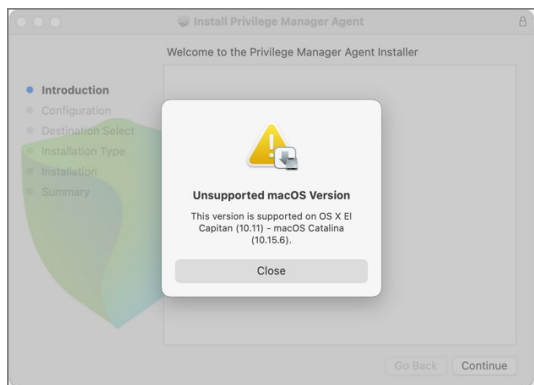 Install Privilege Manager Agent
Welcome to the Privilege Manager Agent Installer
Introduction
Configuration
Destination Select
Installation Type
Installation
Summary
Unsupported macOS Version
This version is supported on OS X El
Capitan (10.11) - macOS Catalina
(10.15.6).
Close
Go Back
Continue